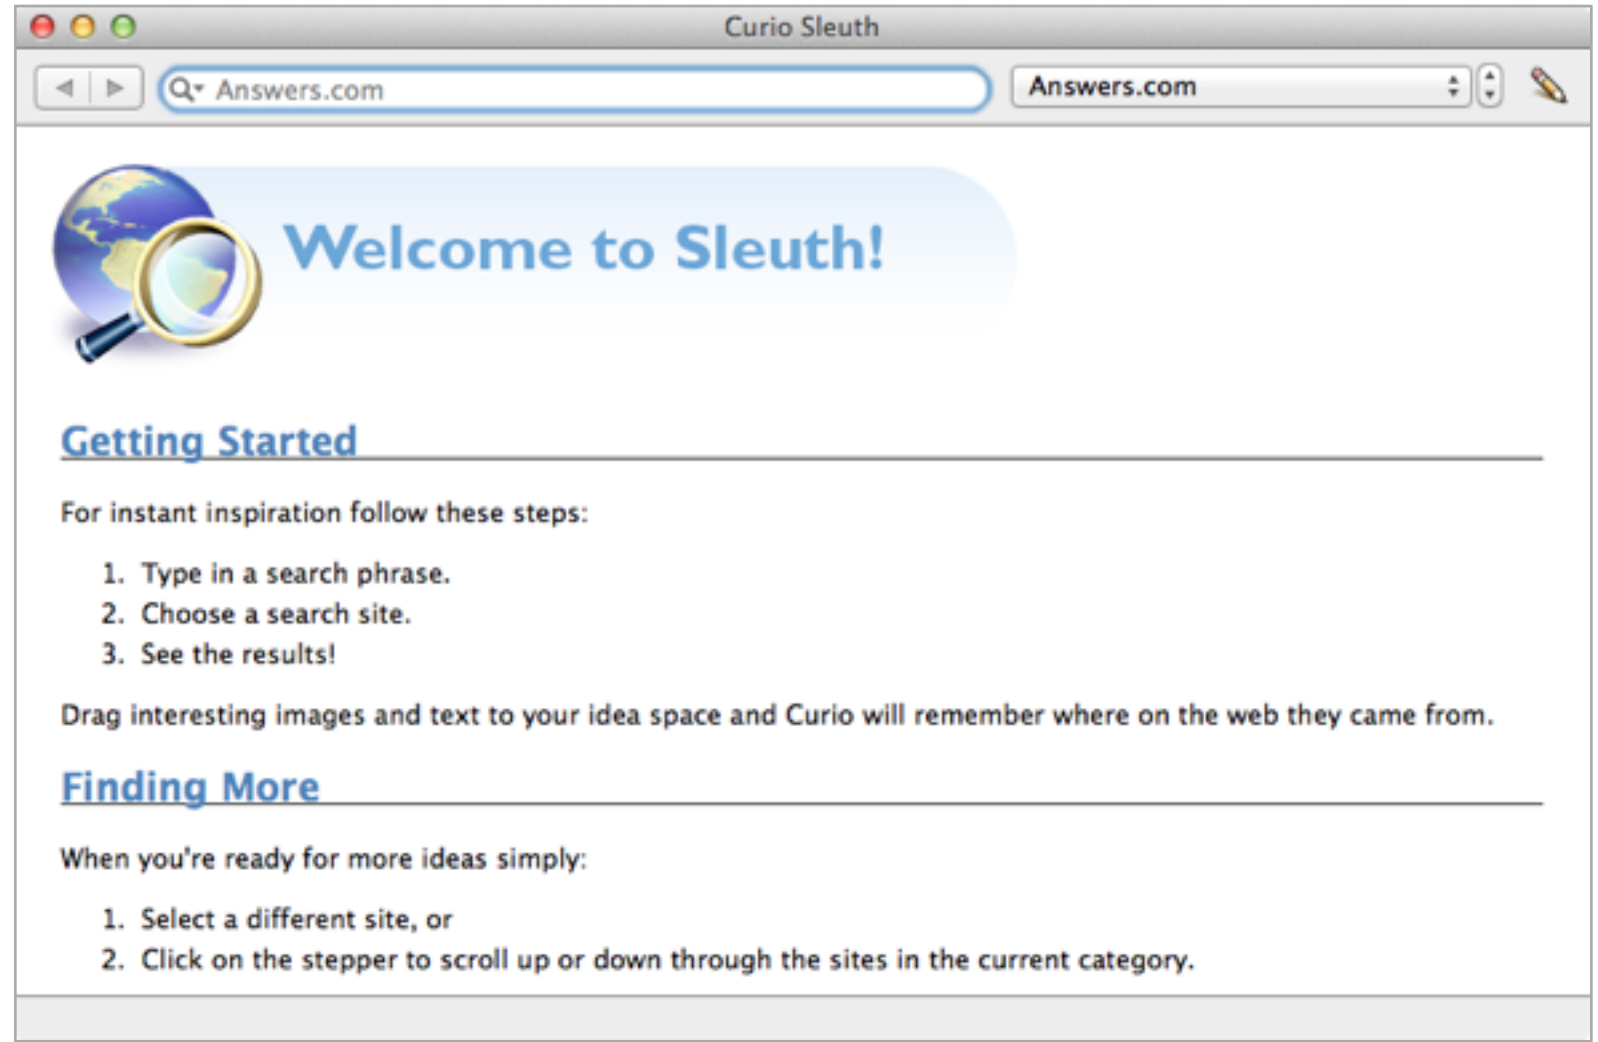 Curio Sleuth
Answers.com
Answers.com
Welcome to Sleuth!
Getting Started
For instant inspiration follow these steps:
1. Type in a search phrase.
2. Choose a search site.
3. See the results!
Drag interesting images and text to your idea space and Curio will remember where on the web they came from.
Finding More
When you're ready for more ideas simply:
1. Select a different site, or
2. Click on the stepper to scroll up or down through the sites in the current category.